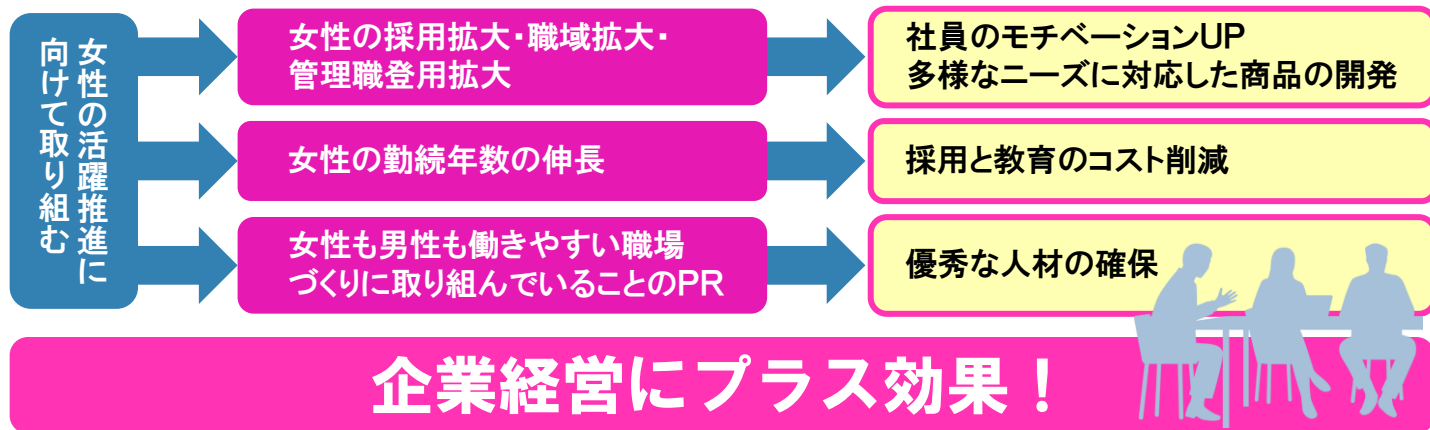 女性の活躍推進に
向けて取り組む
女性の採用拡大・職域拡大・
管理職登用拡大
社員のモチベーションUP
多様なニーズに対応した商品の開発
女性の勤続年数の伸長
採用と教育のコスト削減
女性も男性も働きやすい職場
づくりに取り組んでいることのPR
優秀な人材の確保
企業経営にプラス効果！